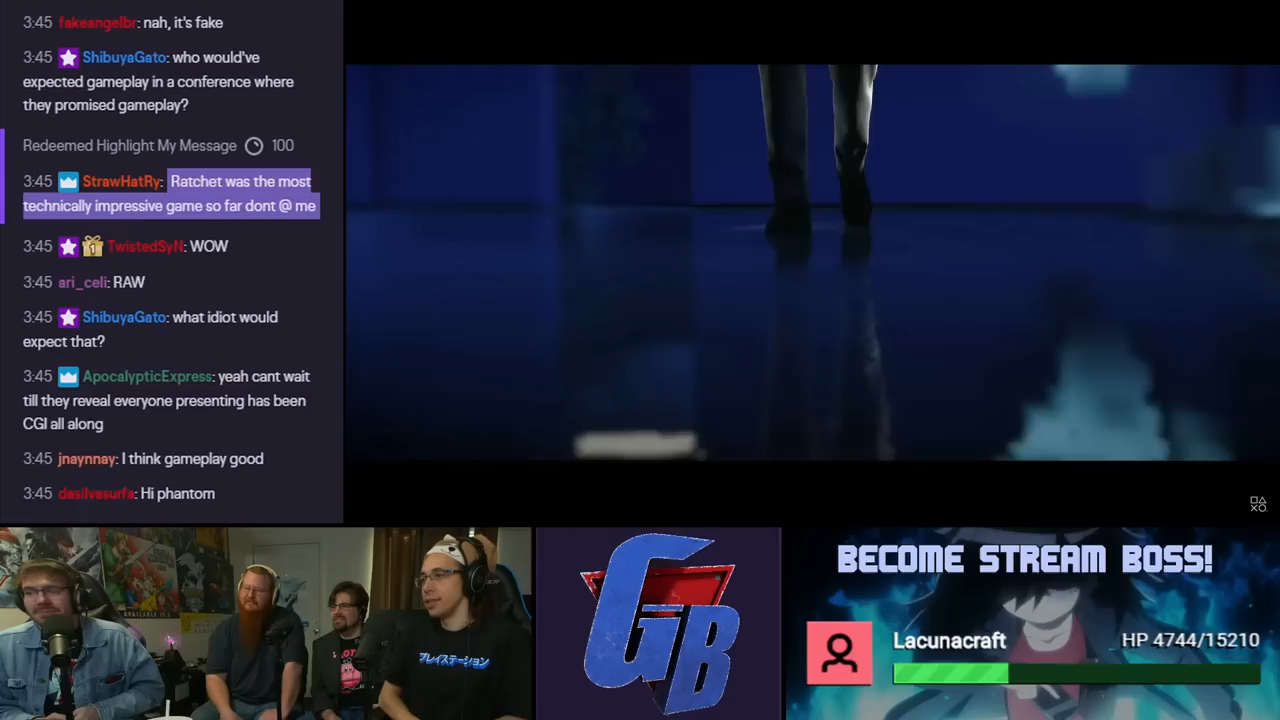 3:45 fakeangelbr: nah, it's fake
3:45 ShibuyaGato: who would've
expected gameplay in a conference where
they promised gameplay?
Redeemed Highlight My Message 100
3:45 StrawHatRy: Ratchet was the most
technically impressive game so far dont @ me
3:45 1 TwistedSyN: WOW
3:45 ari_celi: RAW
3:45 ShibuyaGato: what idiot would
expect that?
3:45 ApocalypticExpress: yeah cant wait
till they reveal everyone presenting has been
CGI all along
3:45 jnaynnay: I think gameplay good
3:45 dasilvasurfa: Hi phantom
AVAILABLE 12.7
プレイステーション
GB
BECOME STREAM BOSS!
Lacunacraft HP 4744/15210